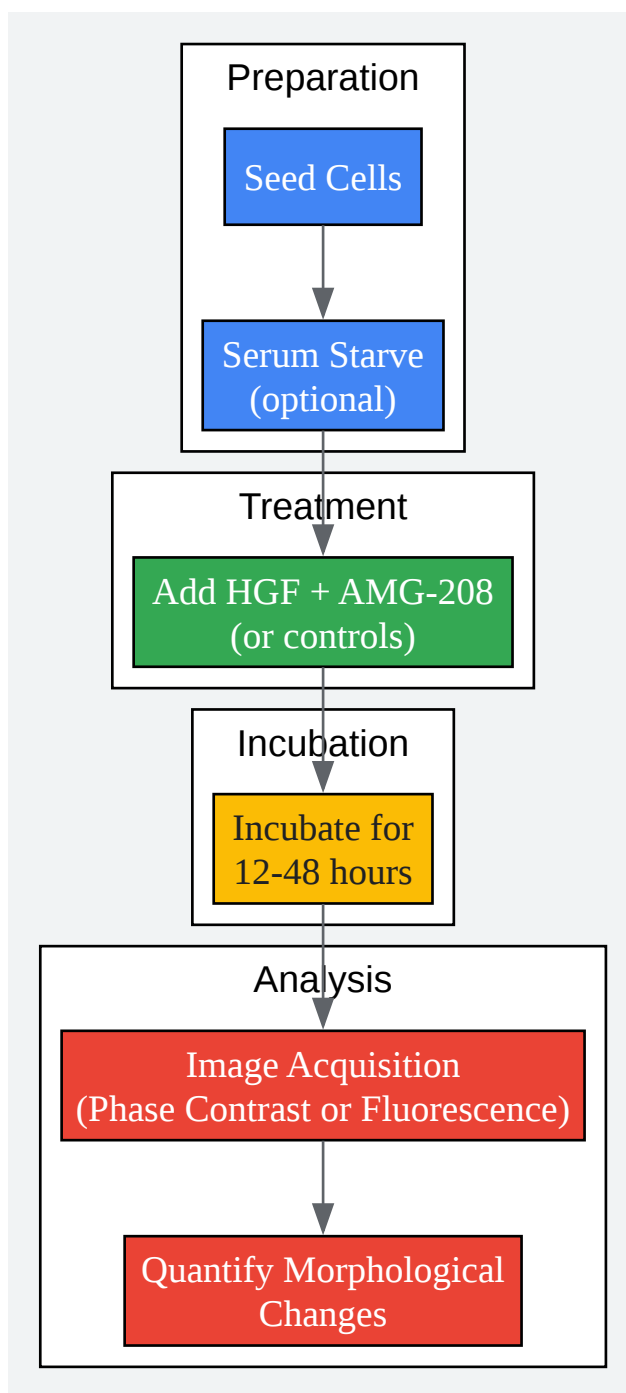 Preparation
Seed Cells
Serum Starve
(optional)
Treatment
Add HGF + AMG-208
(or controls)
Incubation
Incubate for
12-48 hours
Analysis
Image Acquisition
(Phase Contrast or Fluorescence)
Quantify Morphological
Changes